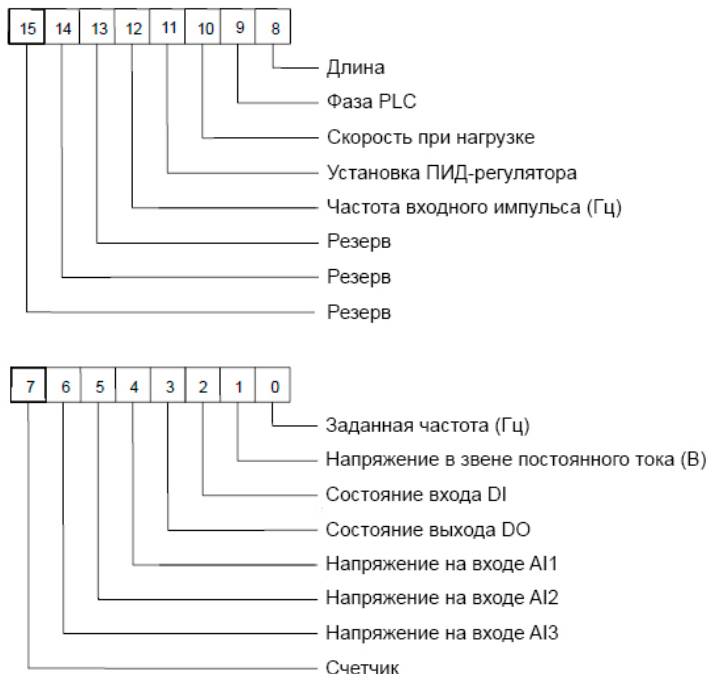 15 14 13 12 11 10 9 8
Длина
Фаза PLC
Скорость при нагрузке
Установка ПИД-регулятора
Частота входного импульса (Гц)
Резерв
Резерв
Резерв
7 6 5 4 3 2 1 0
Заданная частота (Гц)
Напряжение в звене постоянного тока (В)
Состояние входа DI
Состояние выхода DO
Напряжение на входе AI1
Напряжение на входе AI2
Напряжение на входе AI3
Счетчик